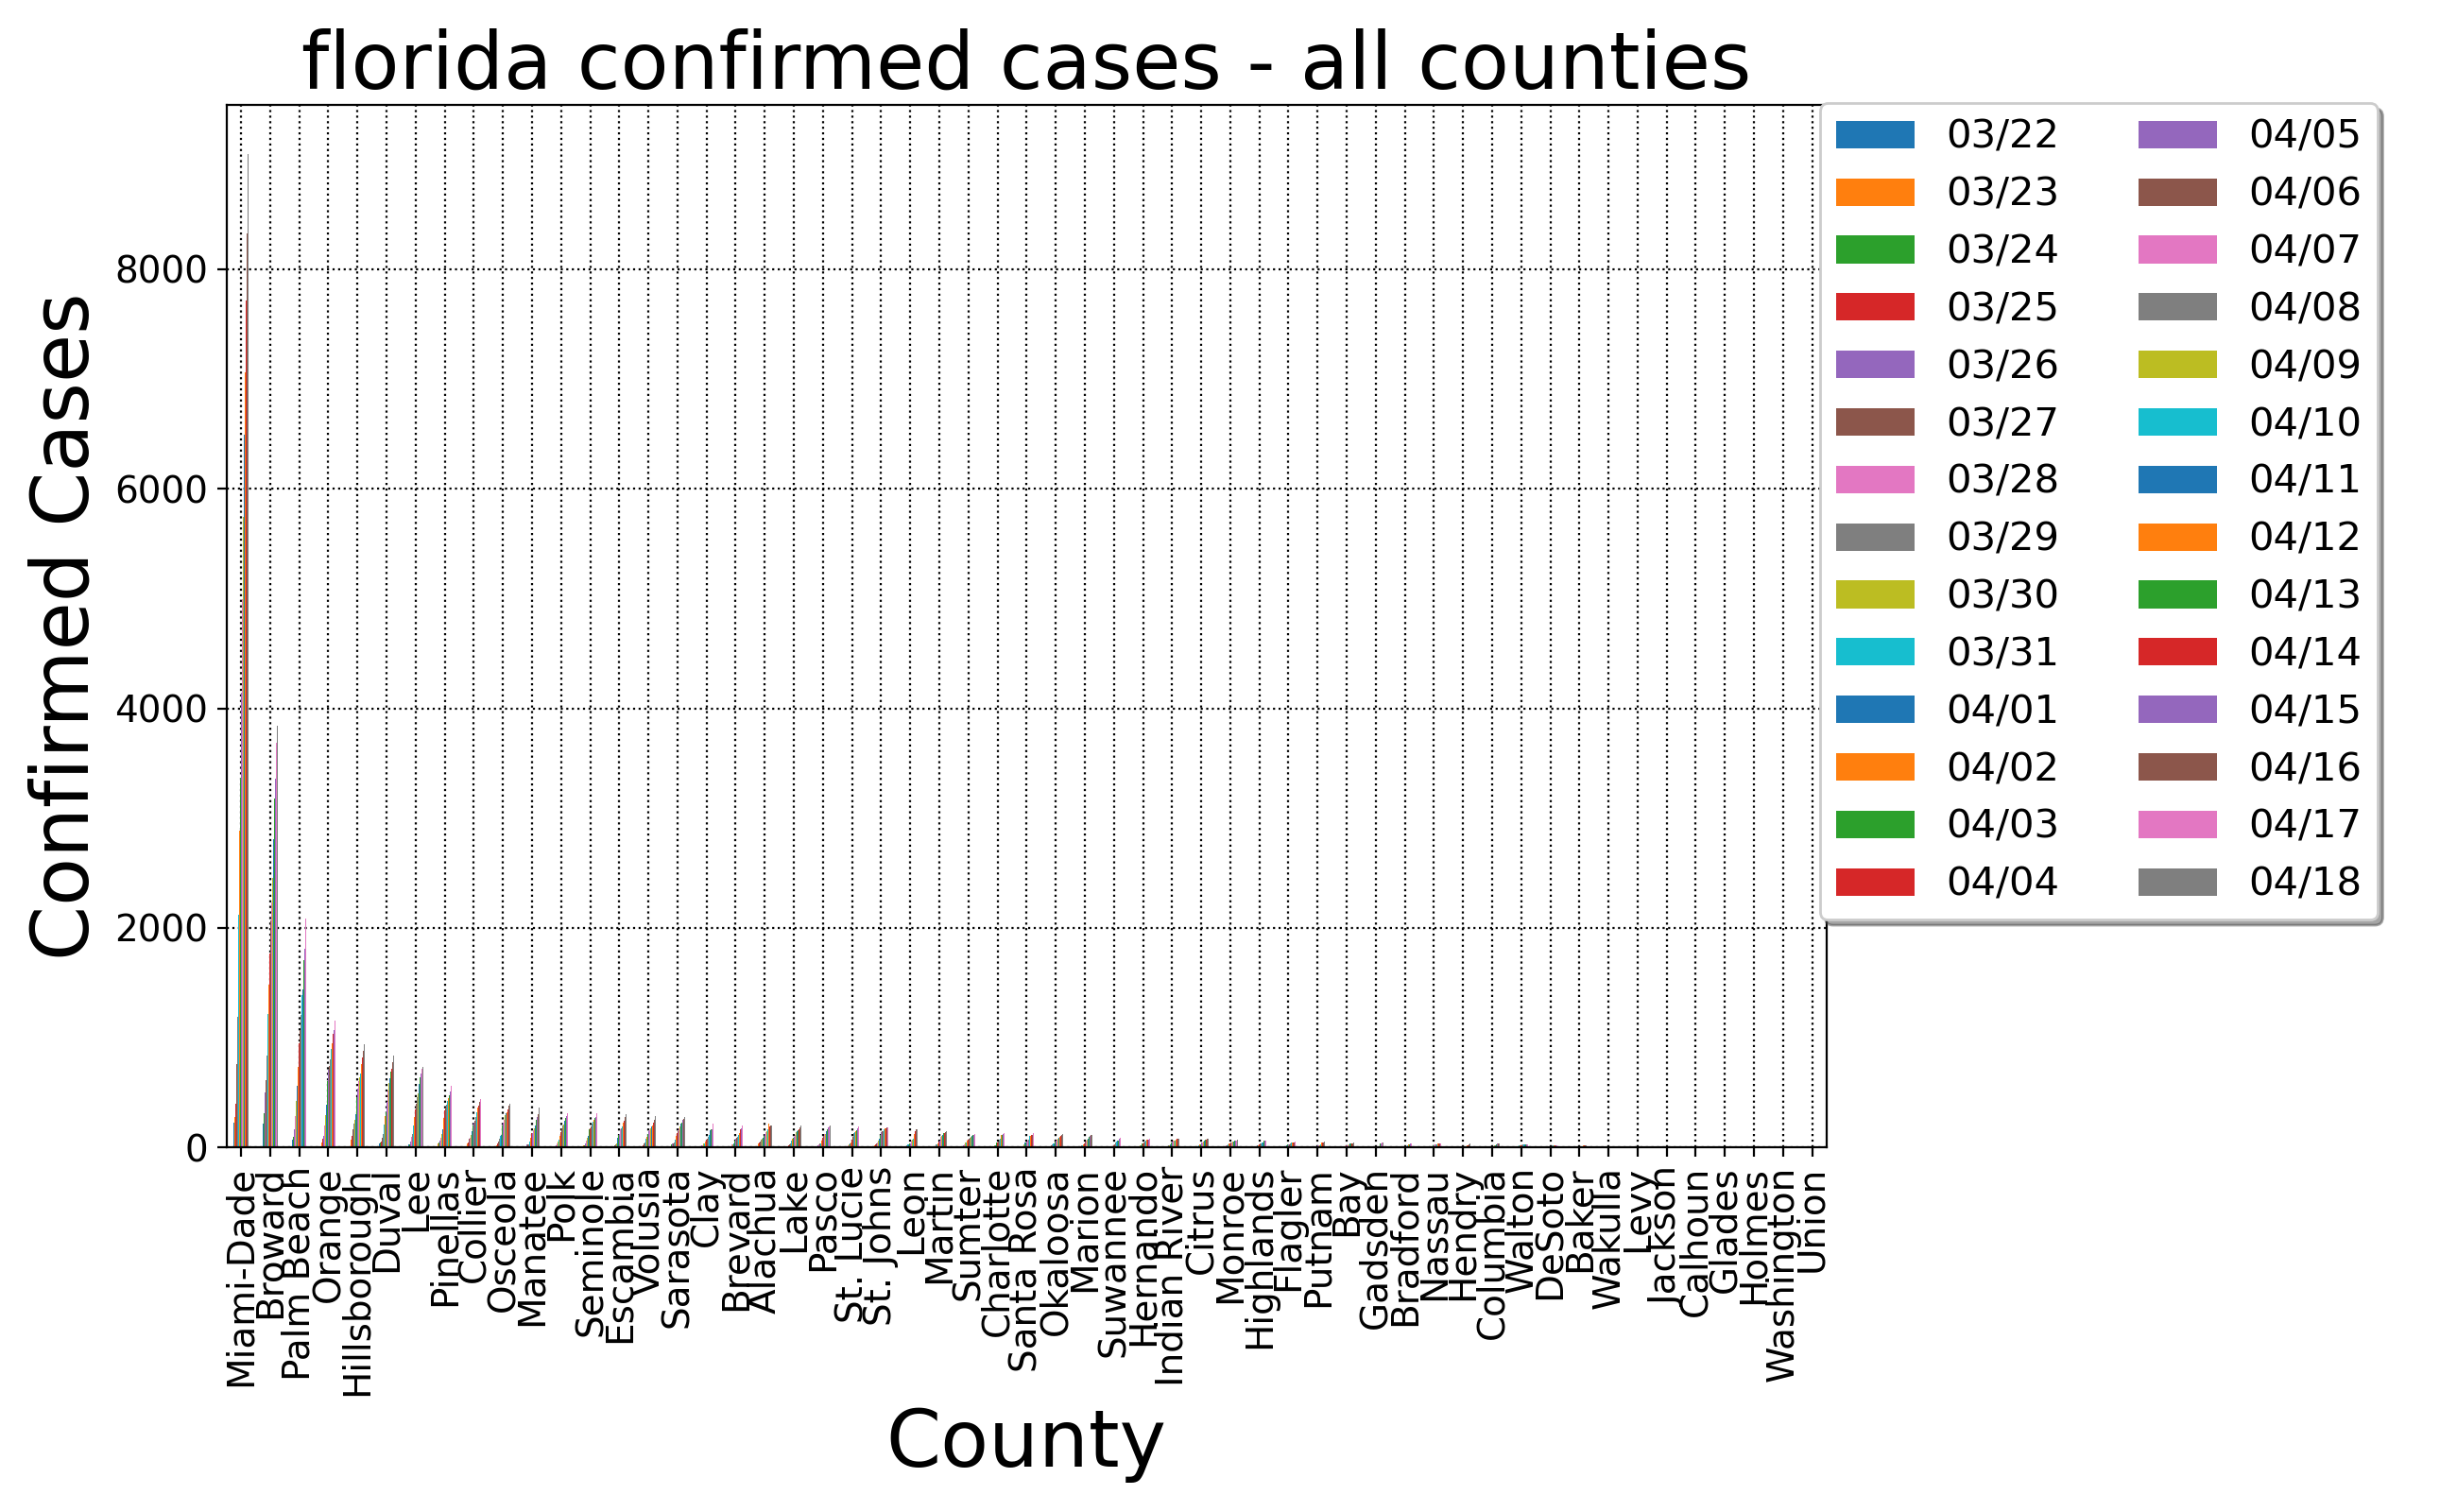 florida confirmed cases - all counties
Confirmed Cases
8000
6000
4000
2000
0
Miami-Dade
Broward
Palm Beach
Orange
Hillsborough
Duval
Lee
Pinellas
Collier
Osceola
Manatee
Polk
Seminole
Escambia
Volusia
Sarasota
Clay
Brevard
Alachua
Lake
Pasco
St. Lucie
St. Johns
Leon
Martin
Sumter
Charlotte
Santa Rosa
Okaloosa
Marion
Suwannee
Hernando
Indian River
Citrus
Monroe
Highlands
Flagler
Putnam
Bay
Gadsden
Bradford
Nassau
Hendry
Columbia
Walton
DeSoto
Baker
Wakulla
Levy
Jackson
Calhoun
Glades
Holmes
Washington
Union
County
03/22
03/23
03/24
03/25
03/26
03/27
03/28
03/29
03/30
03/31
04/01
04/02
04/03
04/04
04/05
04/06
04/07
04/08
04/09
04/10
04/11
04/12
04/13
04/14
04/15
04/16
04/17
04/18